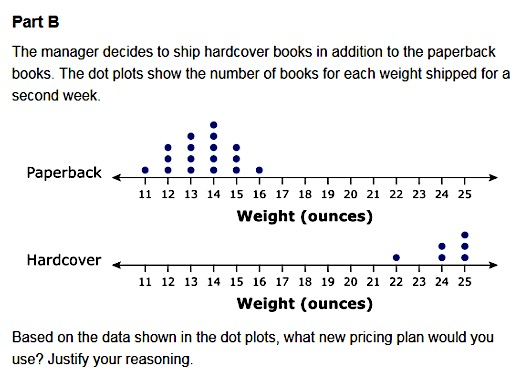 Part B
The manager decides to ship hardcover books in addition to the paperback
books. The dot plots show the number of books for each weight shipped for a
second week.
Paperback
11 12 13 14 15 16 17 18 19 20 21 22 23 24 25
Weight (ounces)
Hardcover
11 12 13 14 15 16 17 18 19 20 21 22 23 24 25
Weight (ounces)
Based on the data shown in the dot plots, what new pricing plan would you
use? Justify your reasoning.